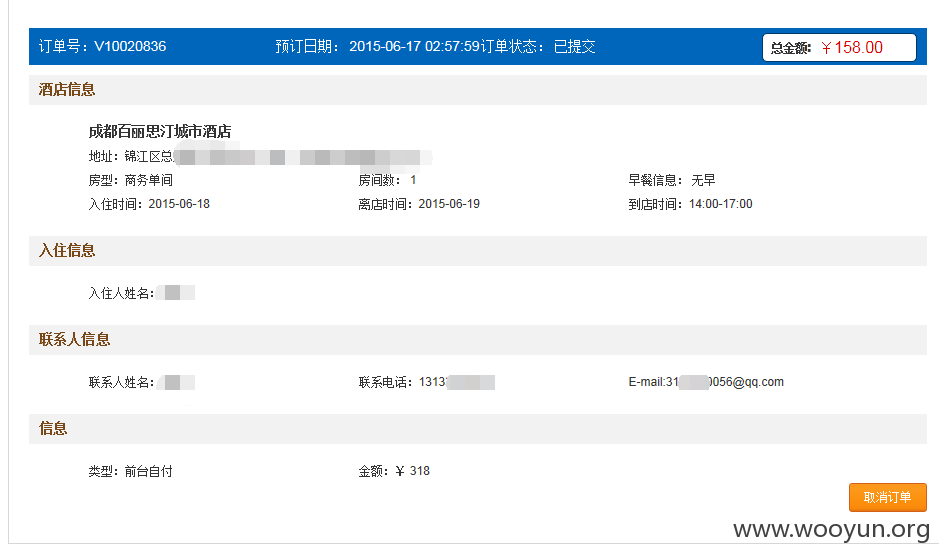 订单号：V10020836 预订日期： 2015-06-17 02:57:59订单状态： 已提交 总金额: ￥158.00
酒店信息
成都百丽思汀城市酒店
地址：锦江区总
房型：商务单间 房间数： 1 早餐信息： 无早
入住时间：2015-06-18 离店时间：2015-06-19 到店时间：14:00-17:00
入住信息
入住人姓名:
联系人信息
联系人姓名: 联系电话：1313 E-mail:31 0056@qq.com
信息
类型：前台自付 金额：￥ 318
取消订单
www.wooyun.org